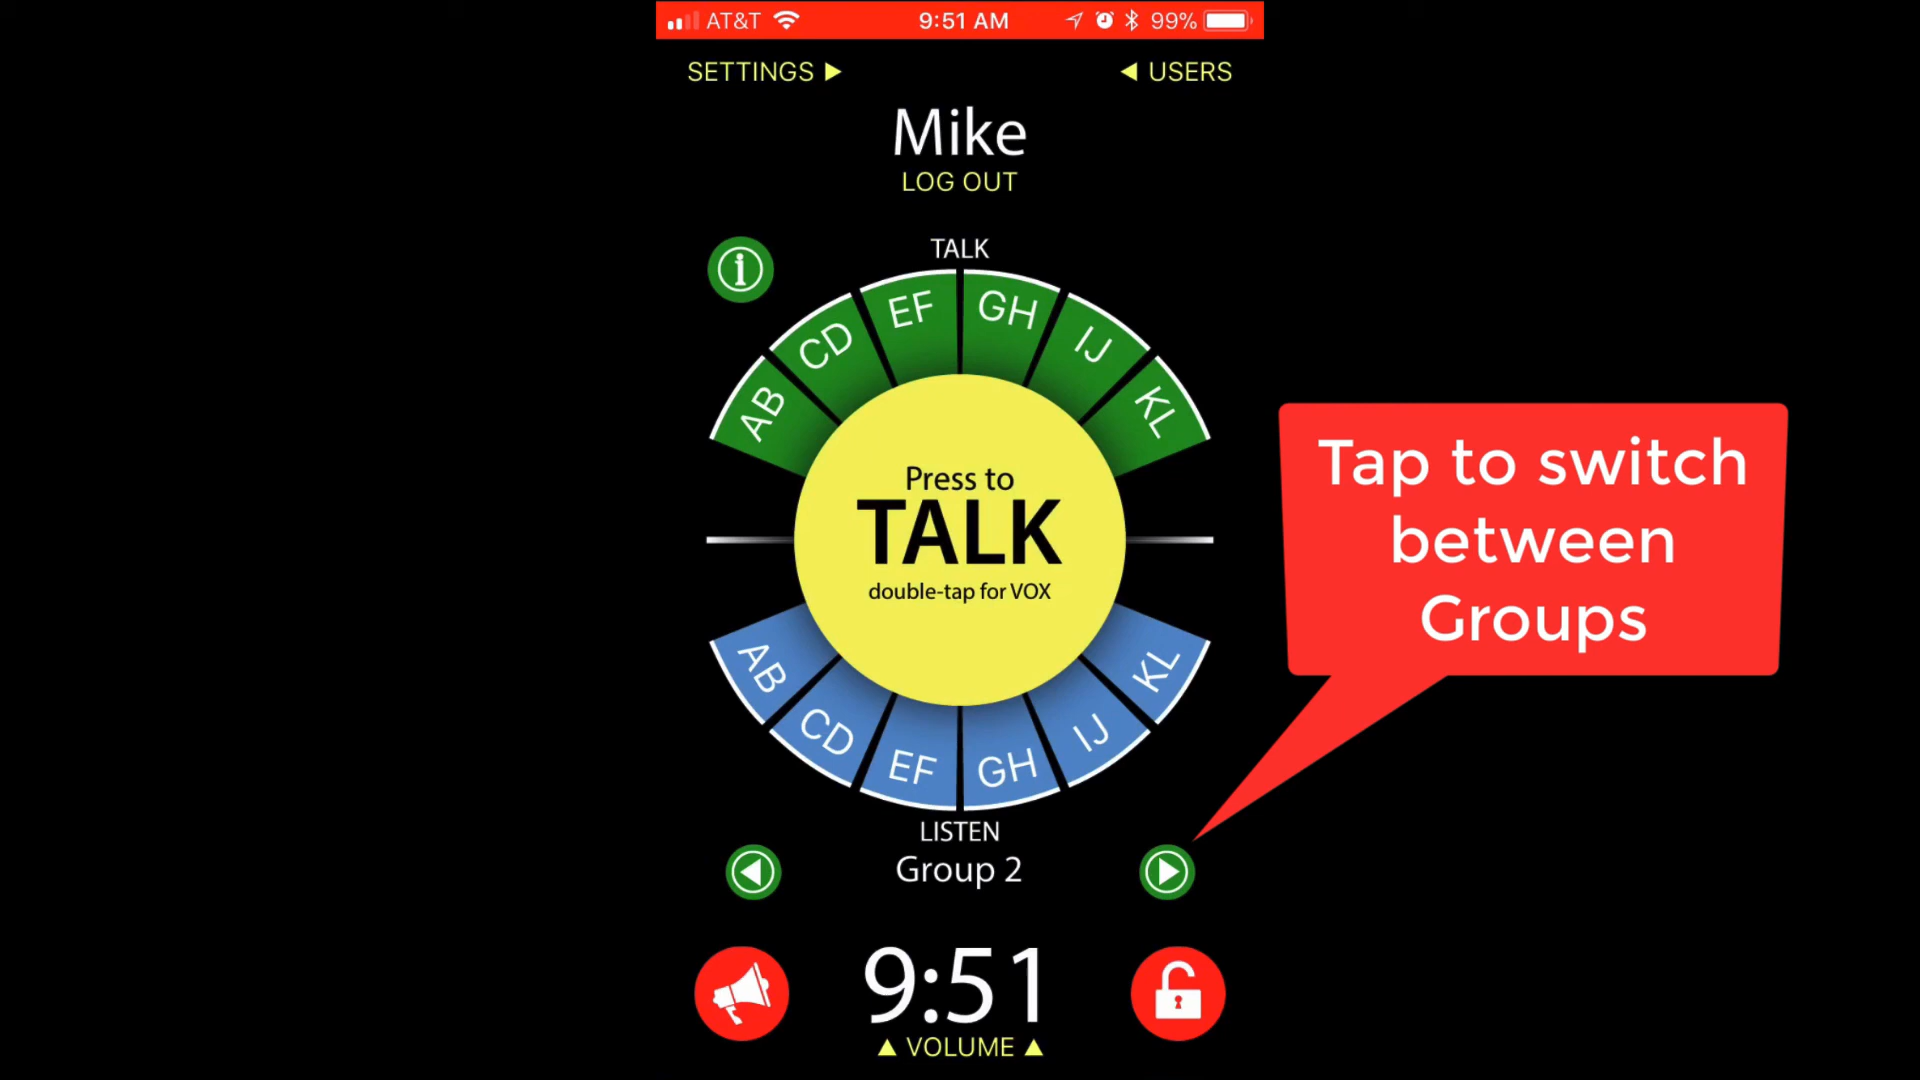 AT&T 9:51 AM 99%
SETTINGS ▶ ◀ USERS
Mike
LOG OUT
TALK
AB CD EF GH IJ KL
Press to
TALK
double-tap for VOX
AB CD EF GH IJ KL
LISTEN
Group 2
9:51
▲ VOLUME ▲
Tap to switch
between
Groups